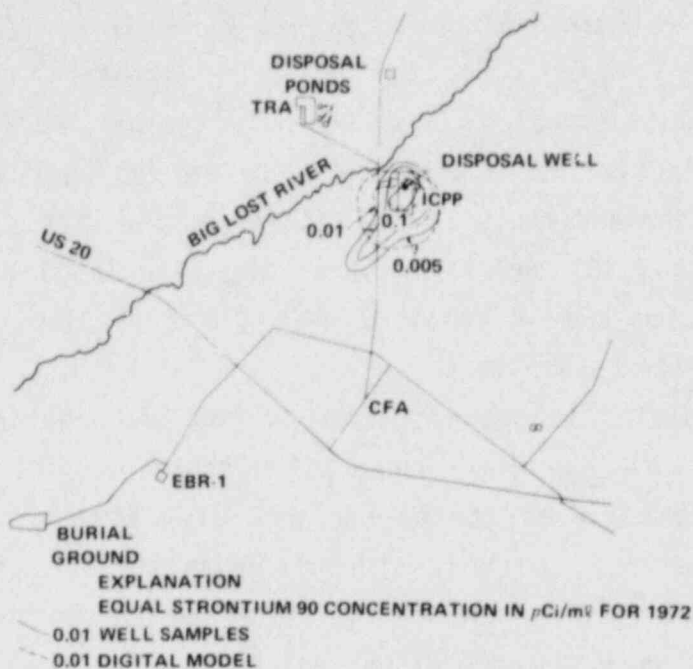 DISPOSAL
PONDS
TRA
DISPOSAL WELL
ICPP
BIG LOST RIVER
0.01
0.1
0.005
US 20
CFA
EBR-1
BURIAL
GROUND
EXPLANATION
EQUAL STRONTIUM 90 CONCENTRATION IN pCi/mℓ FOR 1972
0.01 WELL SAMPLES
0.01 DIGITAL MODEL